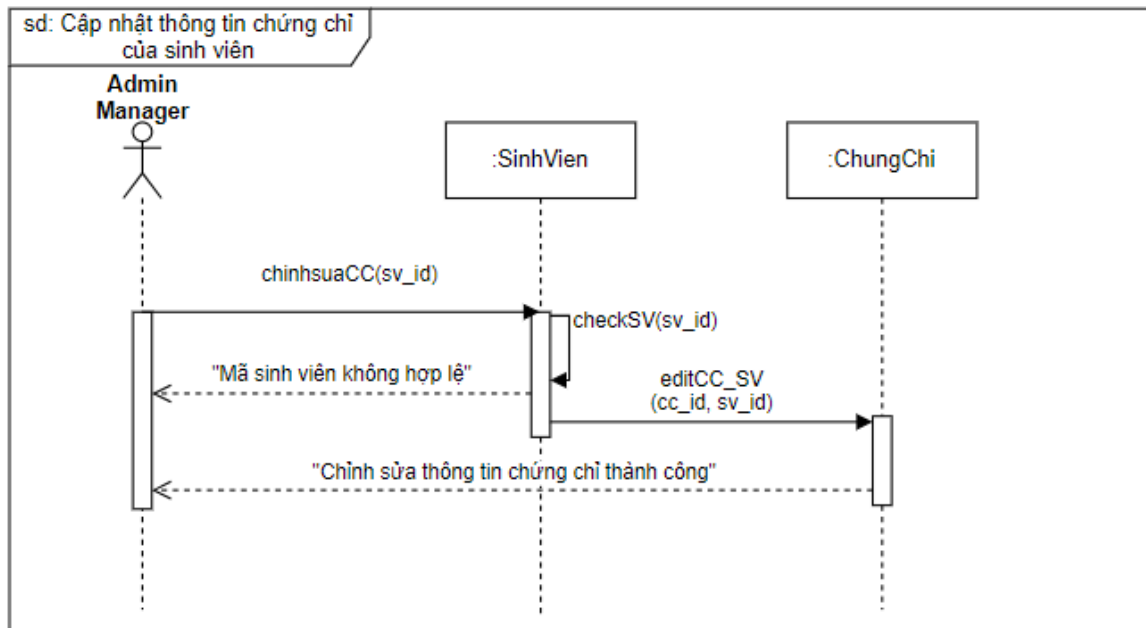 sd: Cập nhật thông tin chứng chỉ
của sinh viên
Admin
Manager
:SinhVien
:ChungChi
chinhsuaCC(sv_id)
checkSV(sv_id)
"Mã sinh viên không hợp lệ"
editCC_SV
(cc_id, sv_id)
"Chỉnh sửa thông tin chứng chỉ thành công"